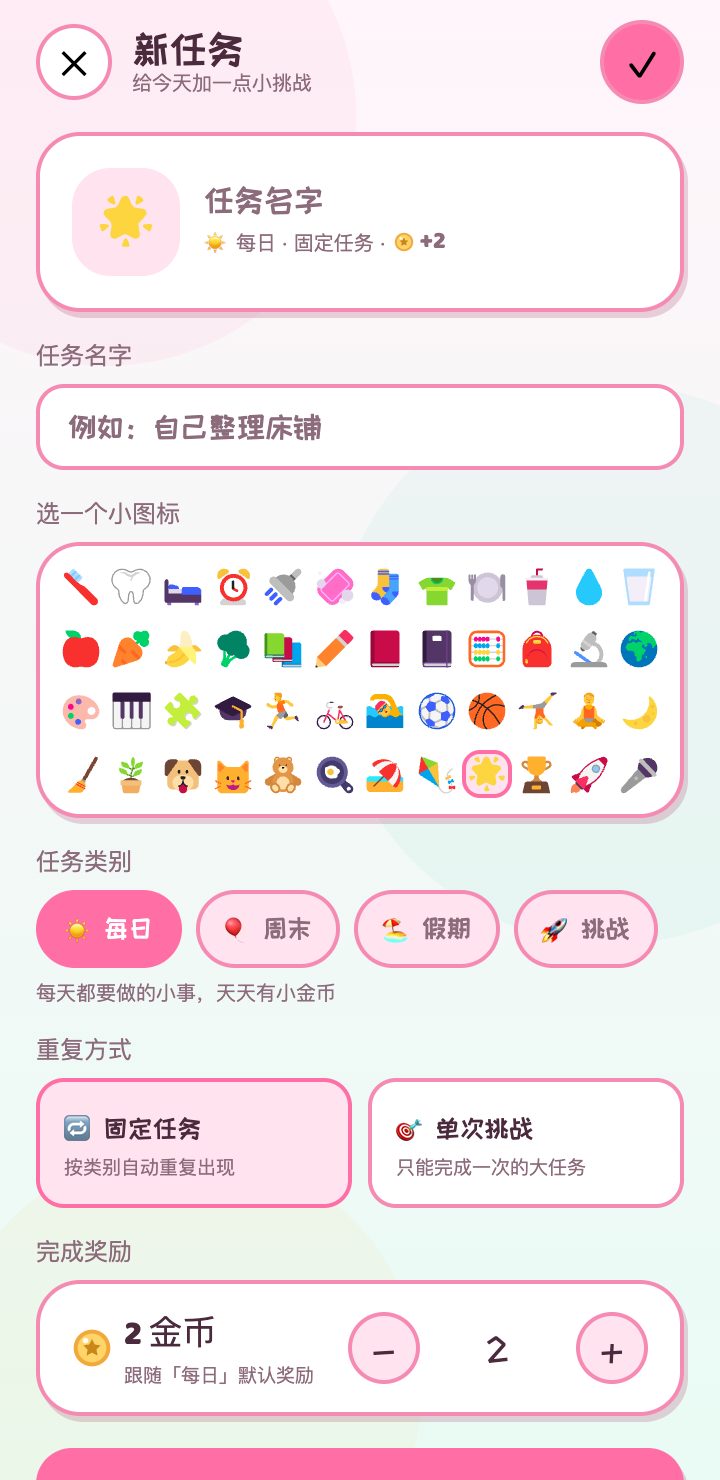 新任务
给今天加一点小挑战
任务名字
每日 · 固定任务 · +2
任务名字
例如：自己整理床铺
选一个小图标
任务类别
每日 周末 假期 挑战
每天都要做的小事，天天有小金币
重复方式
固定任务 单次挑战
按类别自动重复出现 只能完成一次的大任务
完成奖励
2 金币
跟随「每日」默认奖励
− 2 +